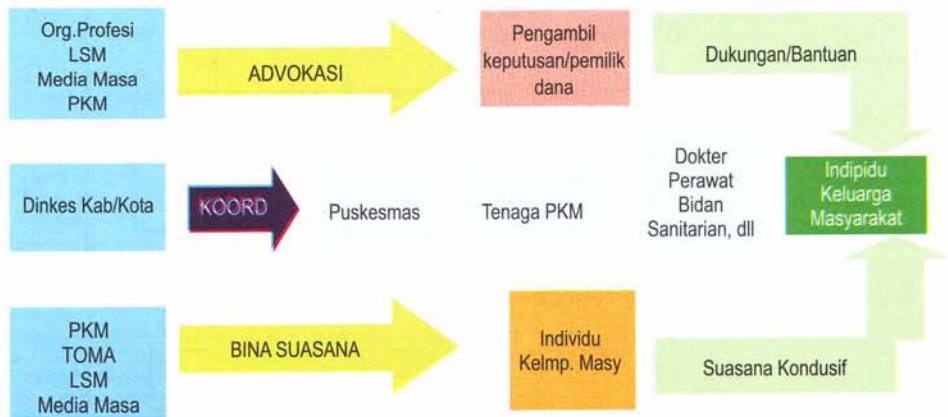 Org.Profesi
LSM
Media Masa
PKM
ADVOKASI
Pengambil
keputusan/pemilik
dana
Dukungan/Bantuan
Dinkes Kab/Kota
KOORD
Puskesmas
Tenaga PKM
Dokter
Perawat
Bidan
Sanitarian, dll
Indipidu
Keluarga
Masyarakat
PKM
TOMA
LSM
Media Masa
BINA SUASANA
Individu
Kelmp. Masy
Suasana Kondusif